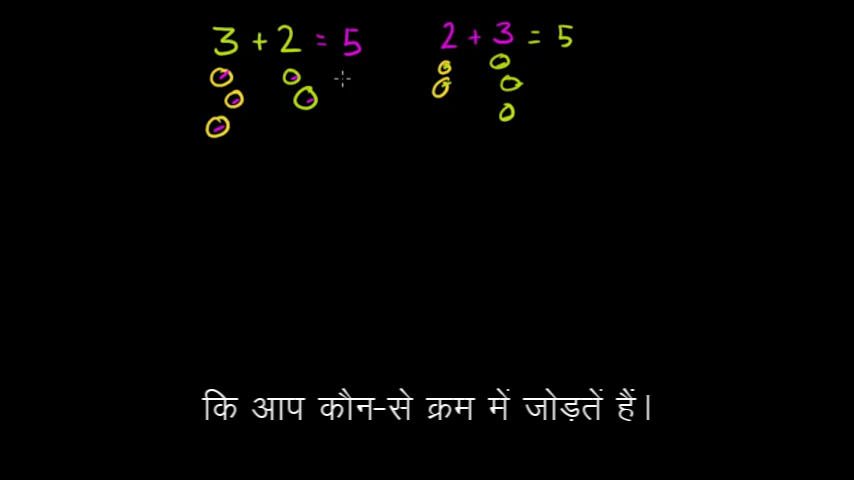 3 + 2 = 5
2 + 3 = 5
कि आप कौन-से क्रम में जोड़तें हैं।